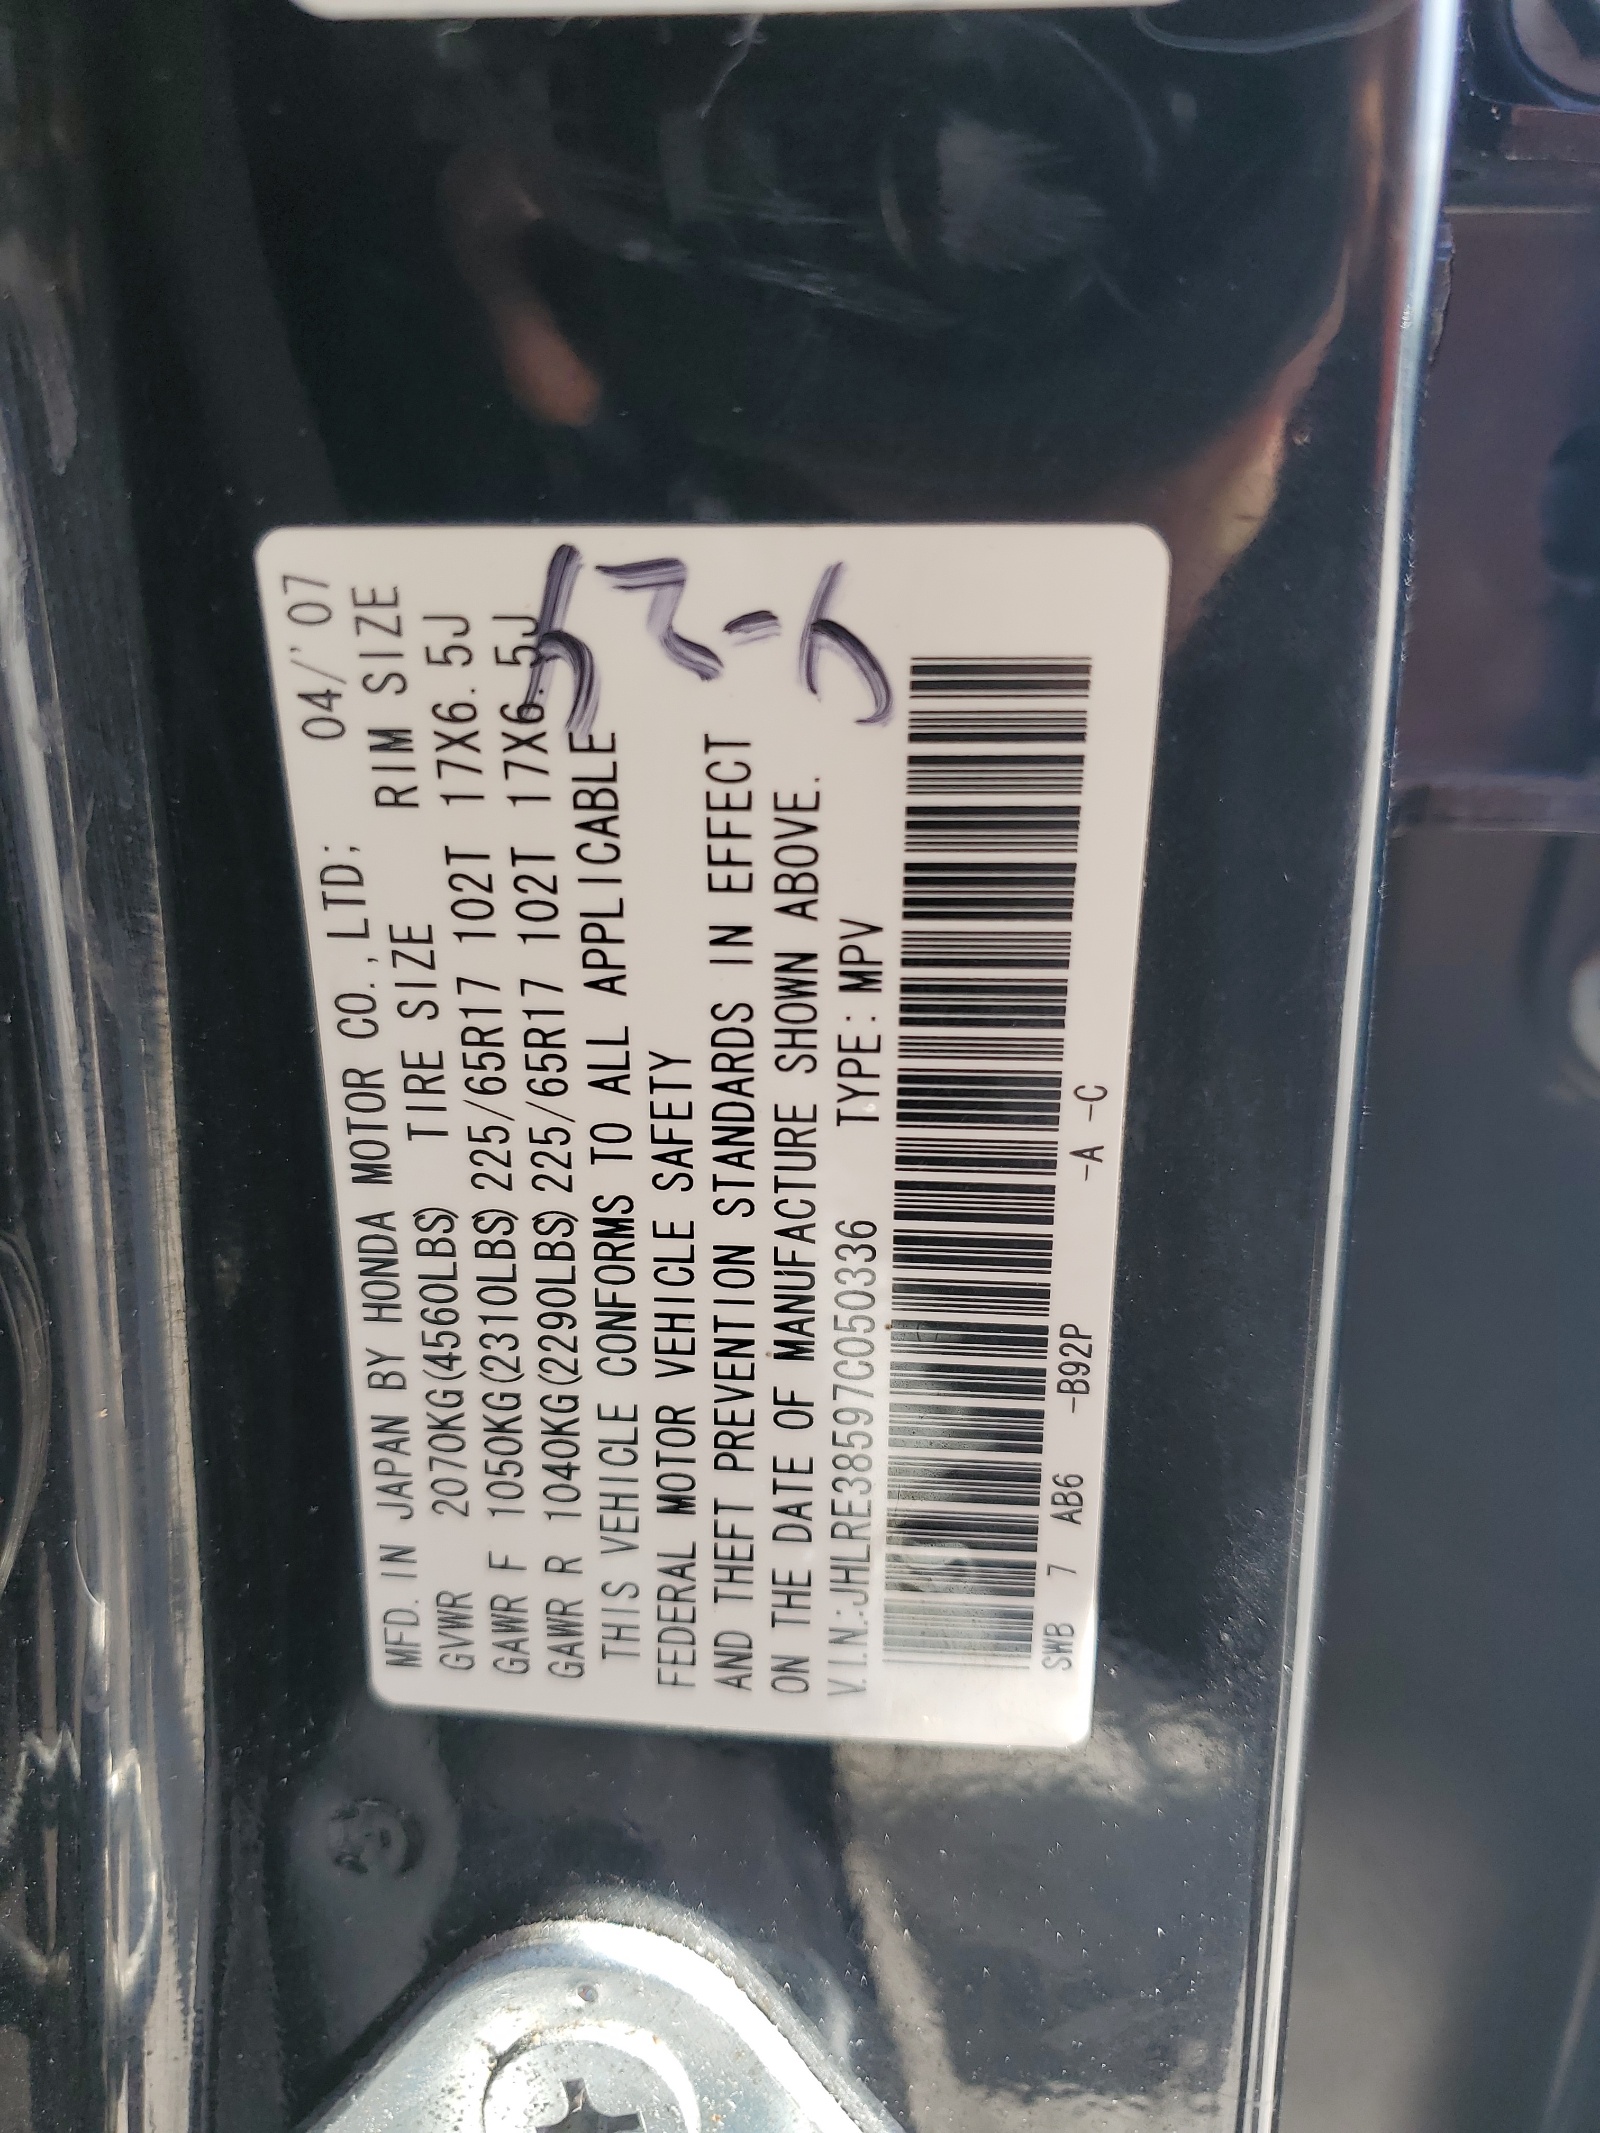 MFD. IN JAPAN BY HONDA MOTOR CO.,LTD; 04/'07
GVWR 2070KG(4560LBS) TIRE SIZE RIM SIZE
GAWR F 1050KG(2310LBS) 225/65R17 102T 17X6.5J
GAWR R 1040KG(2290LBS) 225/65R17 102T 17X6.5J
THIS VEHICLE CONFORMS TO ALL APPLICABLE
FEDERAL MOTOR VEHICLE SAFETY
AND THEFT PREVENTION STANDARDS IN EFFECT
ON THE DATE OF MANUFACTURE SHOWN ABOVE.
V.I.N.:JHLRE38597C050336 TYPE:MPV
SWB 7 AB6 -B92P -A -C